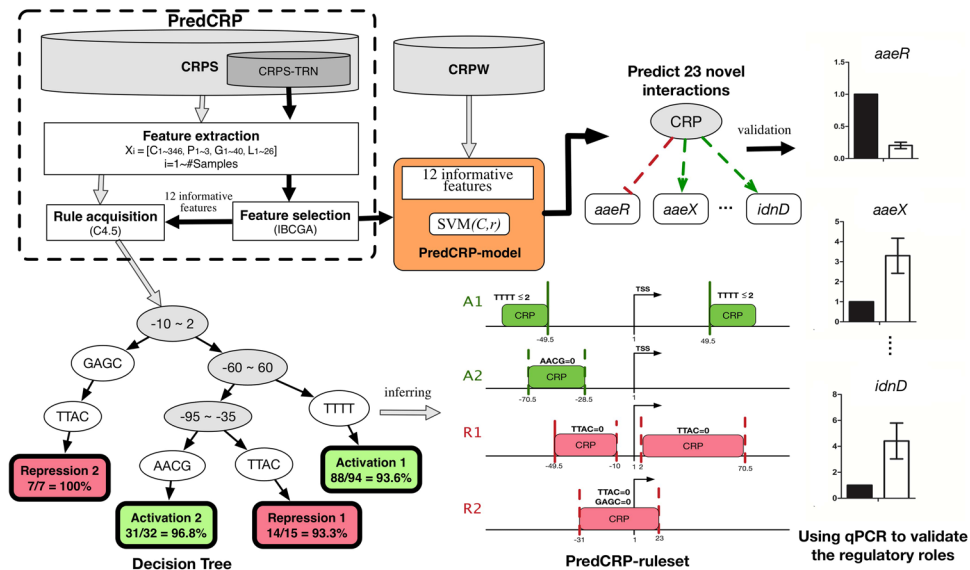 PredCRP
CRPS
CRPS-TRN
Feature extraction
Xi = [C1~346, P1~3, G1~40, L1~26]
i=1~#Samples
12 informative
features
Rule acquisition
(C4.5)
Feature selection
(IBCGA)
CRPW
12 informative
features
SVM(C,r)
PredCRP-model
Predict 23 novel
interactions
CRP
validation
aaeR
aaeX
...
idnD
aaeR
1.5
1.0
0.5
0.0
aaeX
5
4
3
2
1
0
idnD
6
4
2
0
Using qPCR to validate
the regulatory roles
-10 ~ 2
GAGC
-60 ~ 60
TTAC
-95 ~ -35
TTTT
AACG
TTAC
Repression 2
7/7 = 100%
Activation 1
88/94 = 93.6%
Activation 2
31/32 = 96.8%
Repression 1
14/15 = 93.3%
Decision Tree
inferring
A1
TTTT ≤ 2
CRP
TSS
TTTT ≤ 2
CRP
-49.5
1
49.5
A2
AACG=0
CRP
TSS
-70.5
-28.5
1
R1
TTAC=0
CRP
TTAC=0
CRP
-49.5
-10
1
2
70.5
R2
TTAC=0
GAGC=0
CRP
-31
1
23
PredCRP-ruleset